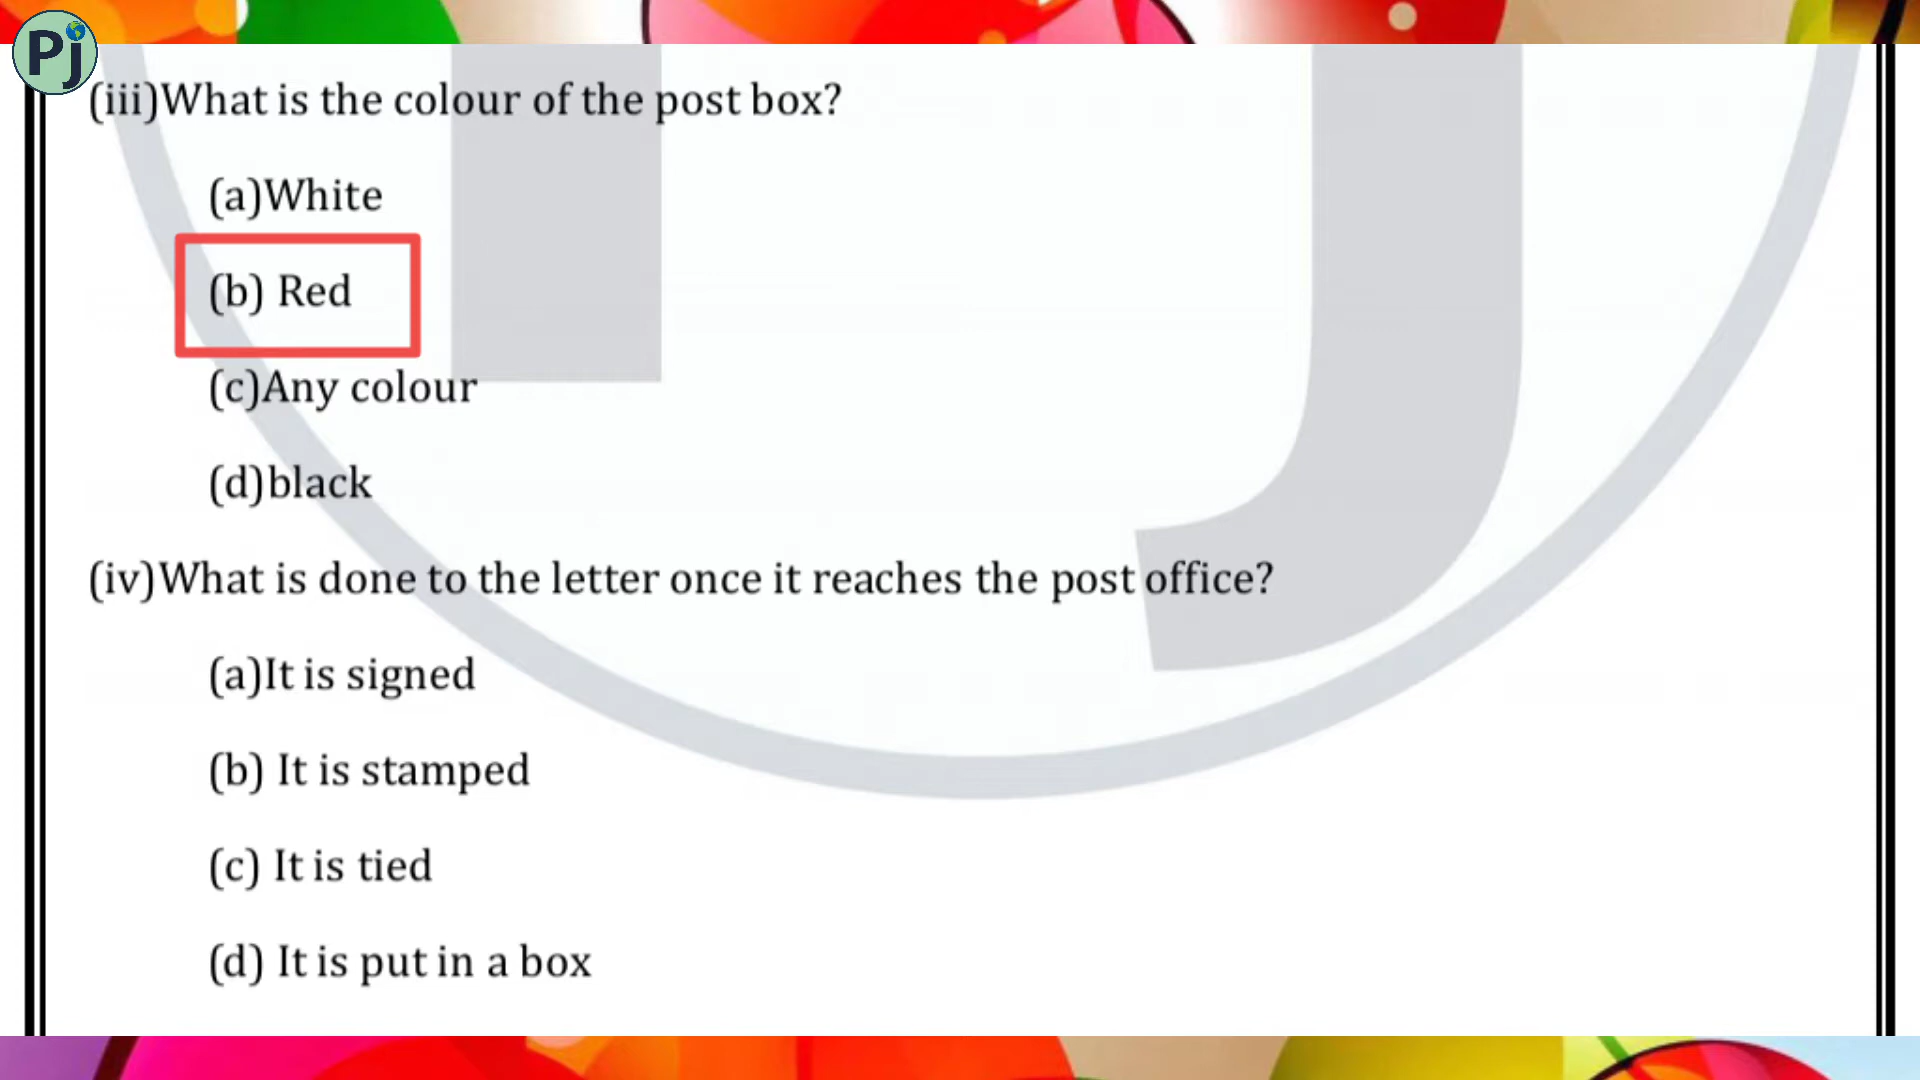 Pj
(iii)What is the colour of the post box?
(a)White
(b) Red
(c)Any colour
(d)black
(iv)What is done to the letter once it reaches the post office?
(a)It is signed
(b) It is stamped
(c) It is tied
(d) It is put in a box